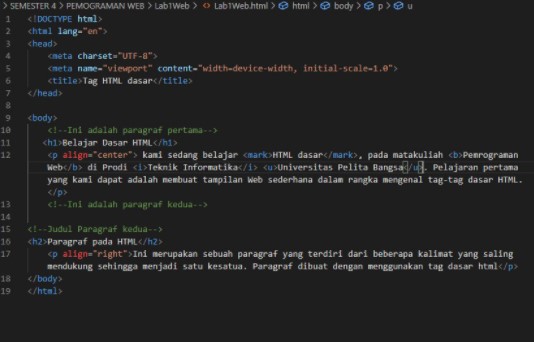 > SEMESTER 4 > PEMOGRAMAN WEB > Lab1Web > <> Lab1Web.html > html > body > p > u
1 <!DOCTYPE html>
2 <html lang="en">
3 <head>
4 <meta charset="UTF-8">
5 <meta name="viewport" content="width=device-width, initial-scale=1.0">
6 <title>Tag HTML dasar</title>
7 </head>
8
9 <body>
10 <!--Ini adalah paragraf pertama-->
11 <h1>Belajar Dasar HTML</h1>
12 <p align="center"> kami sedang belajar <mark>HTML dasar</mark>, pada matakuliah <b>Pemrograman
Web</b> di Prodi <i>Teknik Informatika</i> <u>Universitas Pelita Bangsa</u>. Pelajaran pertama
yang kami dapat adalah membuat tampilan Web sederhana dalam rangka mengenal tag-tag dasar HTML.
</p>
13 <!--Ini adalah paragraf kedua-->
14
15 <!--Judul Paragraf kedua-->
16 <h2>Paragraf pada HTML</h2>
17 <p align="right">Ini merupakan sebuah paragraf yang terdiri dari beberapa kalimat yang saling
mendukung sehingga menjadi satu kesatua. Paragraf dibuat dengan menggunakan tag dasar html</p>
18 </body>
19 </html>